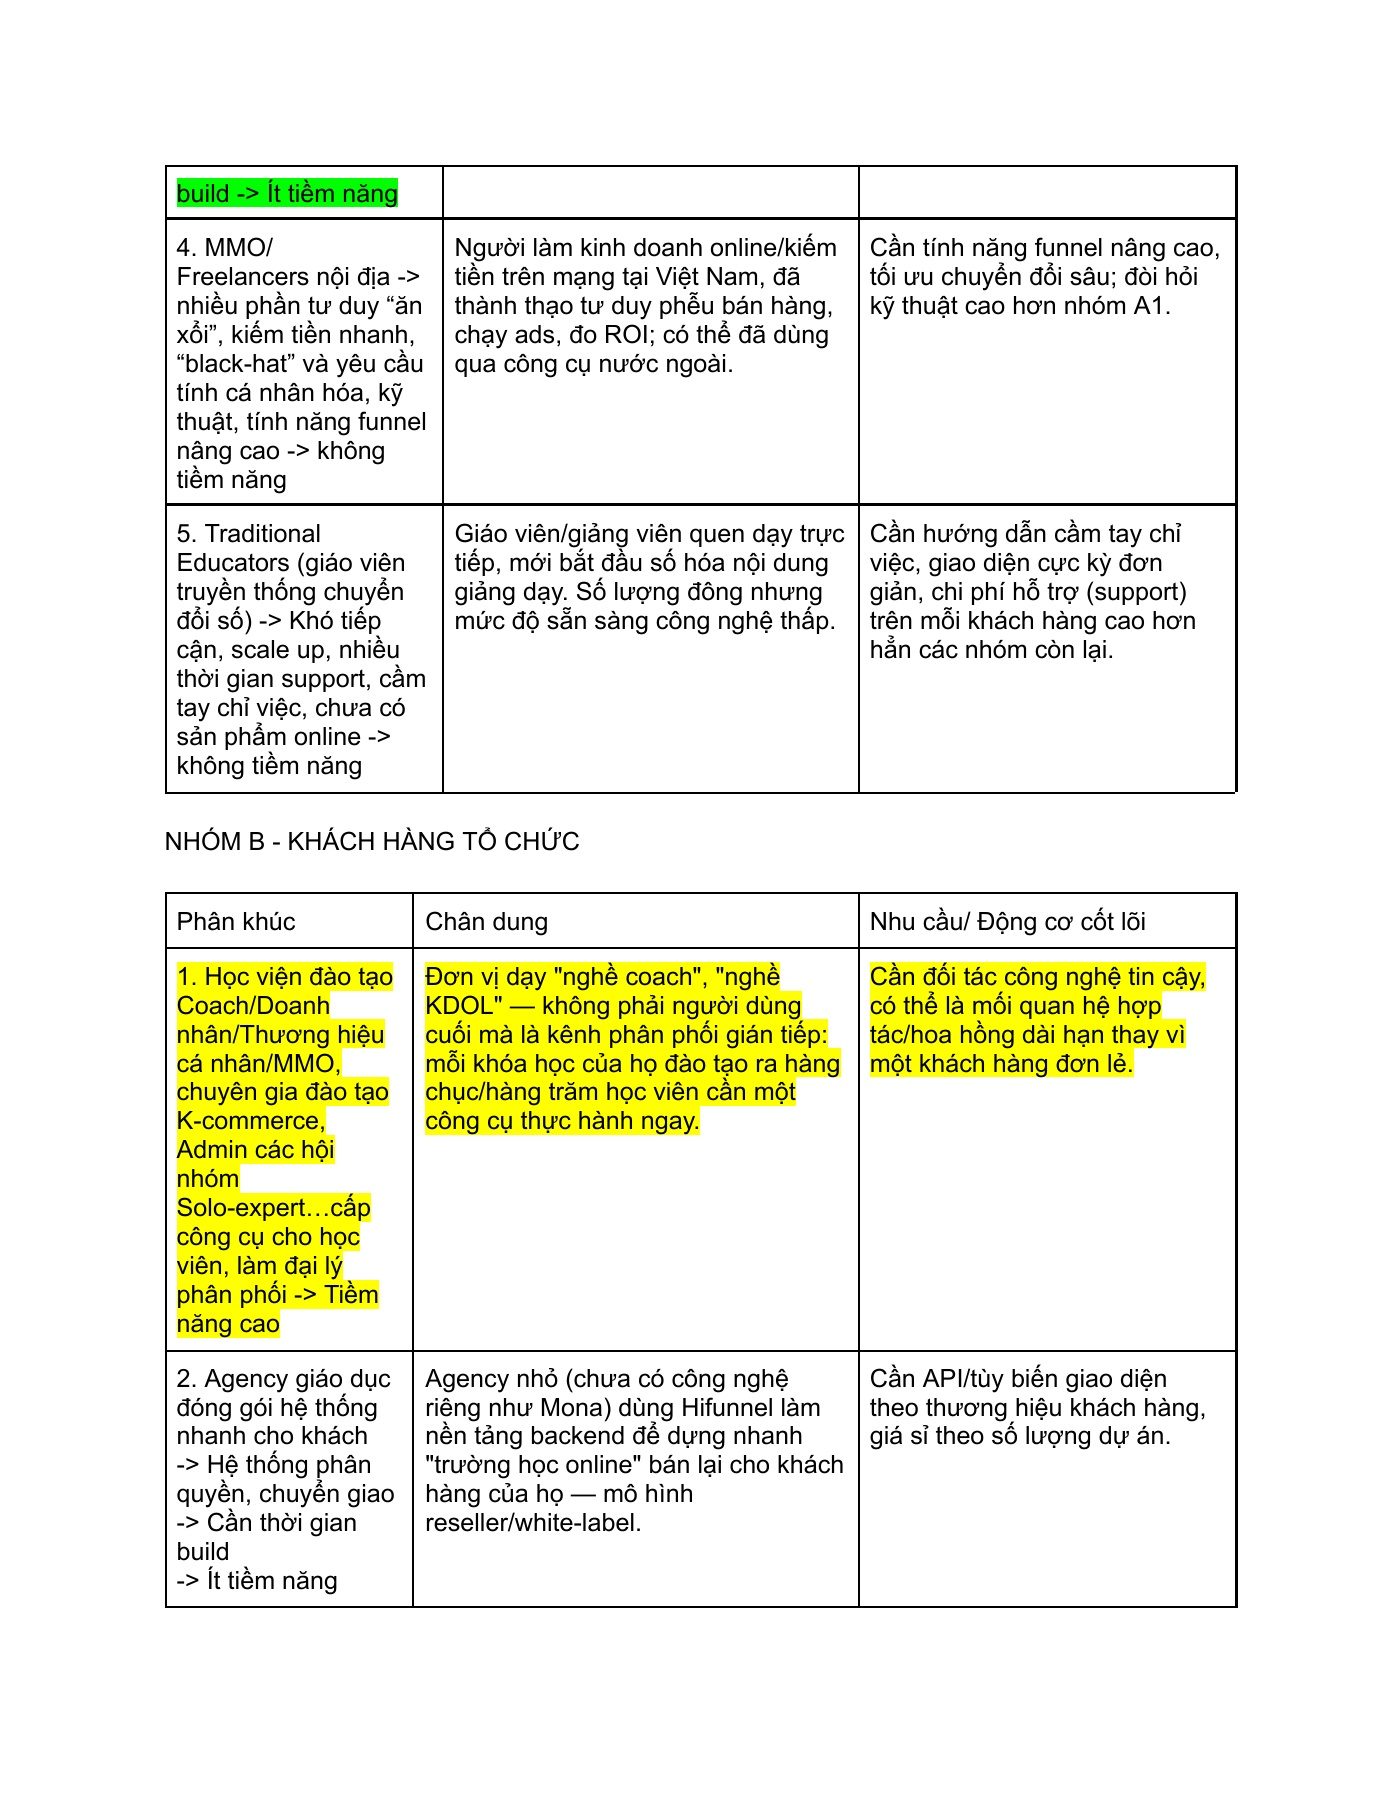 build -> Ít tiềm năng
4. MMO/
Freelancers nội địa ->
nhiều phần tư duy “ăn
xổi”, kiếm tiền nhanh,
“black-hat” và yêu cầu
tính cá nhân hóa, kỹ
thuật, tính năng funnel
nâng cao -> không
tiềm năng
Người làm kinh doanh online/kiếm
tiền trên mạng tại Việt Nam, đã
thành thạo tư duy phễu bán hàng,
chạy ads, đo ROI; có thể đã dùng
qua công cụ nước ngoài.
Cần tính năng funnel nâng cao,
tối ưu chuyển đổi sâu; đòi hỏi
kỹ thuật cao hơn nhóm A1.
5. Traditional
Educators (giáo viên
truyền thống chuyển
đổi số) -> Khó tiếp
cận, scale up, nhiều
thời gian support, cầm
tay chỉ việc, chưa có
sản phẩm online ->
không tiềm năng
Giáo viên/giảng viên quen dạy trực
tiếp, mới bắt đầu số hóa nội dung
giảng dạy. Số lượng đông nhưng
mức độ sẵn sàng công nghệ thấp.
Cần hướng dẫn cầm tay chỉ
việc, giao diện cực kỳ đơn
giản, chi phí hỗ trợ (support)
trên mỗi khách hàng cao hơn
hẳn các nhóm còn lại.
NHÓM B - KHÁCH HÀNG TỔ CHỨC
Phân khúc
Chân dung
Nhu cầu/ Động cơ cốt lõi
1. Học viện đào tạo
Coach/Doanh
nhân/Thương hiệu
cá nhân/MMO,
chuyên gia đào tạo
K-commerce,
Admin các hội
nhóm
Solo-expert…cấp
công cụ cho học
viên, làm đại lý
phân phối -> Tiềm
năng cao
Đơn vị dạy "nghề coach", "nghề
KDOL" — không phải người dùng
cuối mà là kênh phân phối gián tiếp:
mỗi khóa học của họ đào tạo ra hàng
chục/hàng trăm học viên cần một
công cụ thực hành ngay.
Cần đối tác công nghệ tin cậy,
có thể là mối quan hệ hợp
tác/hoa hồng dài hạn thay vì
một khách hàng đơn lẻ.
2. Agency giáo dục
đóng gói hệ thống
nhanh cho khách
-> Hệ thống phân
quyền, chuyển giao
-> Cần thời gian
build
-> Ít tiềm năng
Agency nhỏ (chưa có công nghệ
riêng như Mona) dùng Hifunnel làm
nền tảng backend để dựng nhanh
"trường học online" bán lại cho khách
hàng của họ — mô hình
reseller/white-label.
Cần API/tùy biến giao diện
theo thương hiệu khách hàng,
giá sỉ theo số lượng dự án.